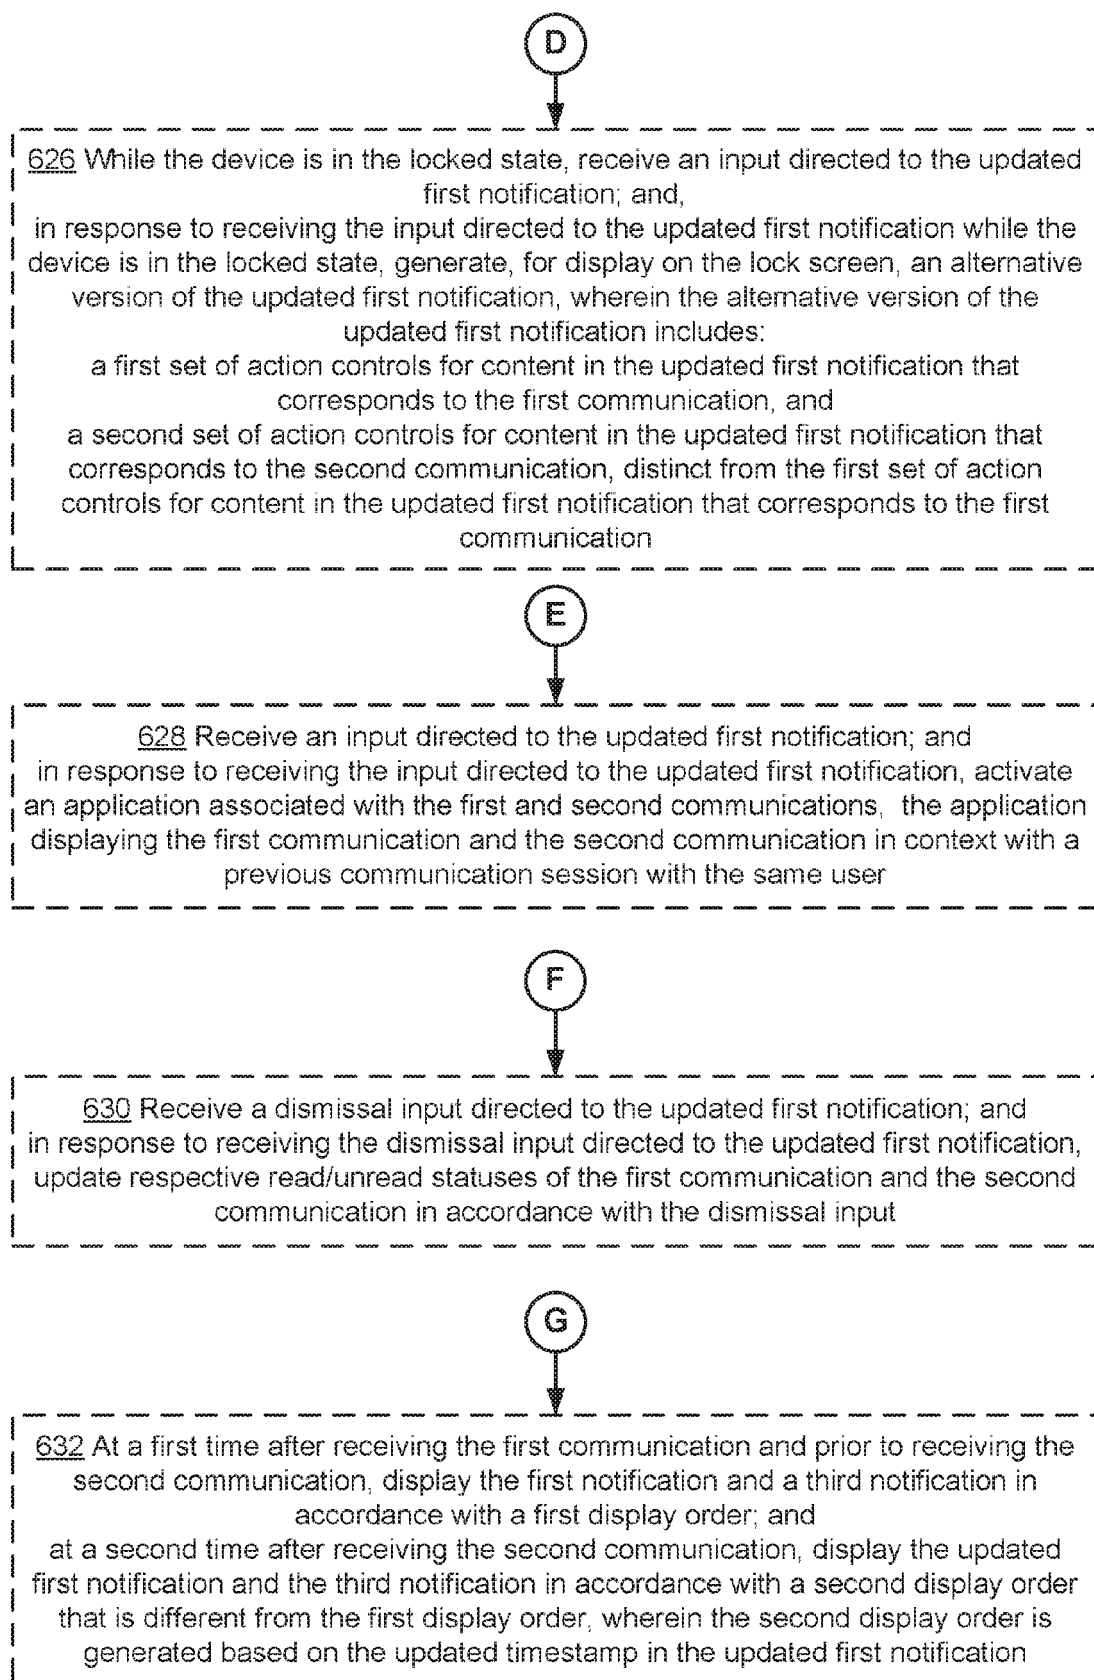 D
626 While the device is in the locked state, receive an input directed to the updated
first notification; and,
in response to receiving the input directed to the updated first notification while the
device is in the locked state, generate, for display on the lock screen, an alternative
version of the updated first notification, wherein the alternative version of the
updated first notification includes:
a first set of action controls for content in the updated first notification that
corresponds to the first communication, and
a second set of action controls for content in the updated first notification that
corresponds to the second communication, distinct from the first set of action
controls for content in the updated first notification that corresponds to the first
communication
E
628 Receive an input directed to the updated first notification; and
in response to receiving the input directed to the updated first notification, activate
an application associated with the first and second communications, the application
displaying the first communication and the second communication in context with a
previous communication session with the same user
F
630 Receive a dismissal input directed to the updated first notification; and
in response to receiving the dismissal input directed to the updated first notification,
update respective read/unread statuses of the first communication and the second
communication in accordance with the dismissal input
G
632 At a first time after receiving the first communication and prior to receiving the
second communication, display the first notification and a third notification in
accordance with a first display order; and
at a second time after receiving the second communication, display the updated
first notification and the third notification in accordance with a second display order
that is different from the first display order, wherein the second display order is
generated based on the updated timestamp in the updated first notification